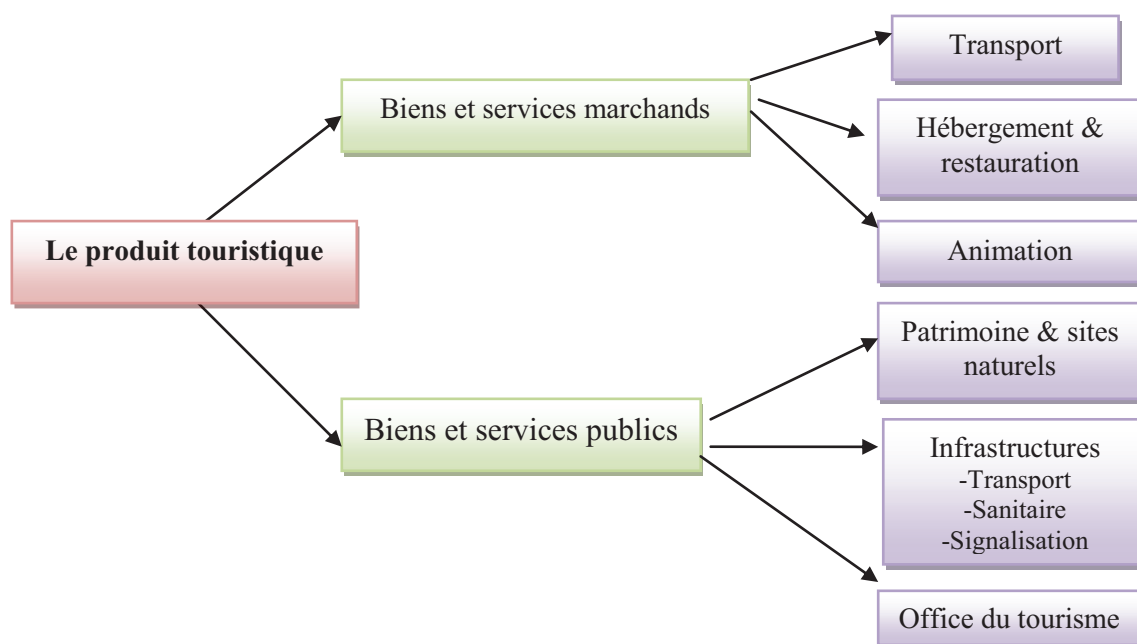 Le produit touristique
Biens et services marchands
Transport
Hébergement &
restauration
Animation
Biens et services publics
Patrimoine & sites
naturels
Infrastructures
-Transport
-Sanitaire
-Signalisation
Office du tourisme